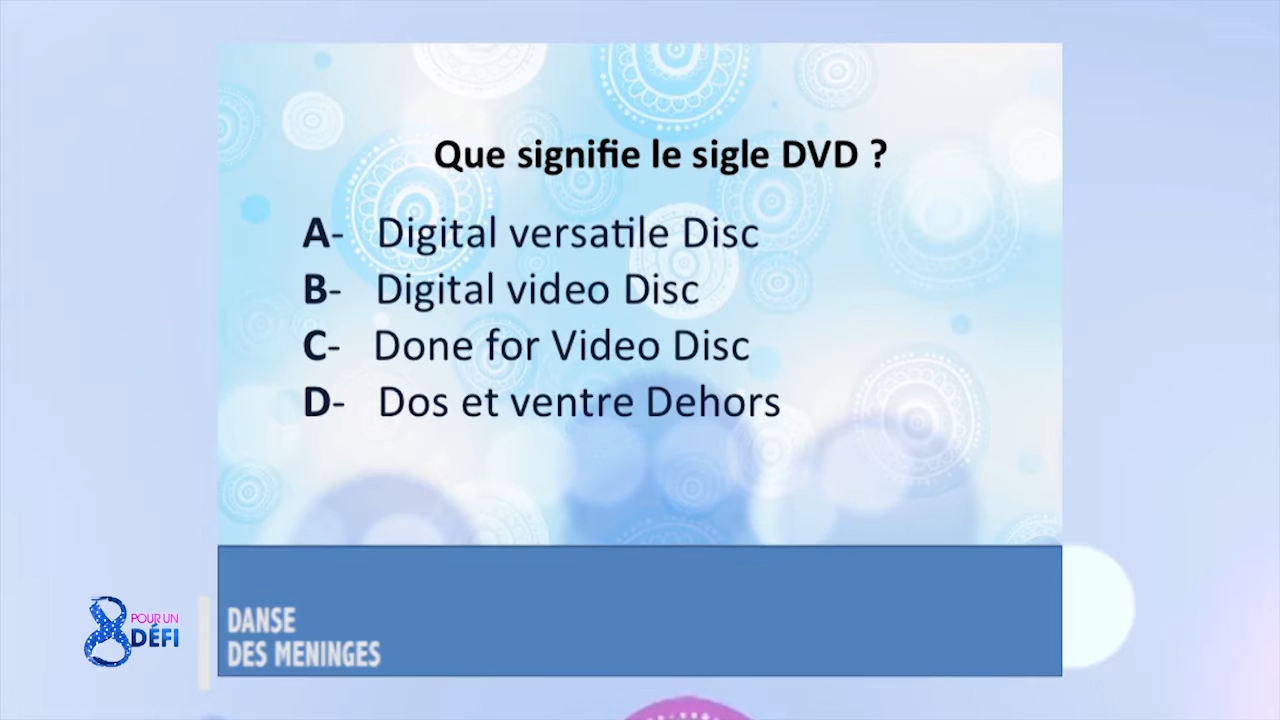 Que signifie le sigle DVD ?
A- Digital versatile Disc
B- Digital video Disc
C- Done for Video Disc
D- Dos et ventre Dehors
8 POUR UN
DÉFI
DANSE
DES MENINGES